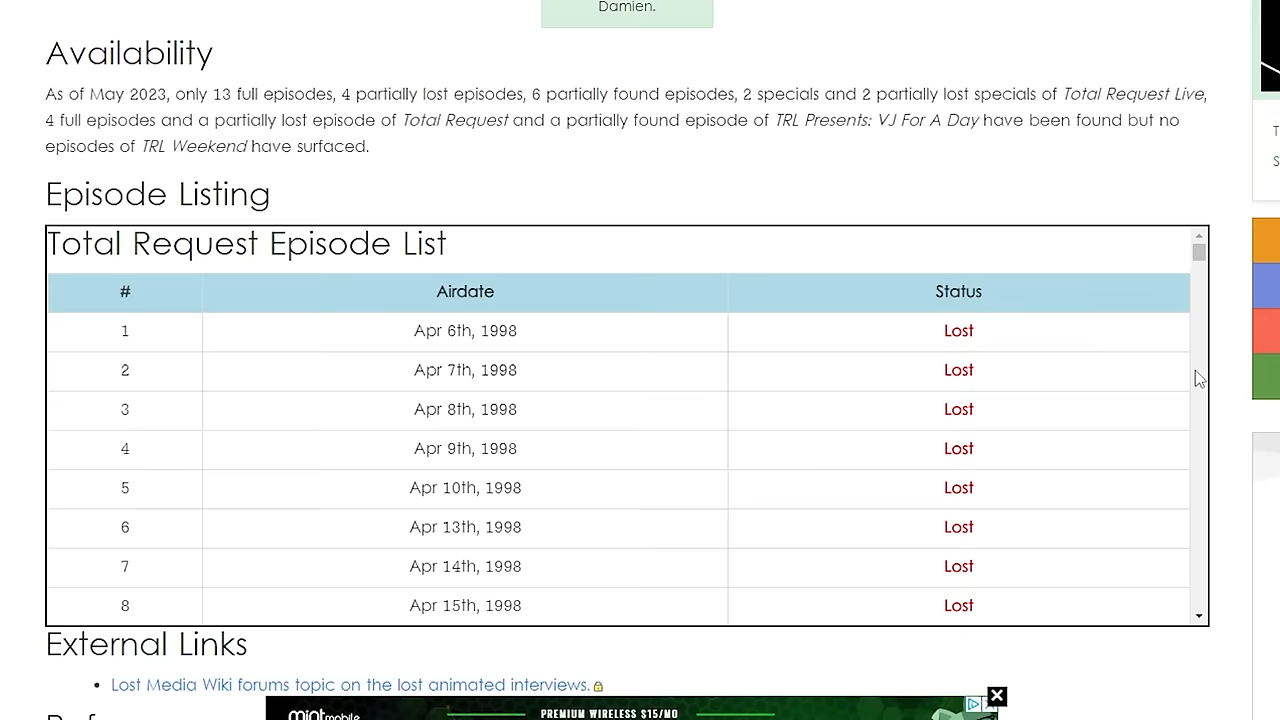 Damien.
Availability
As of May 2023, only 13 full episodes, 4 partially lost episodes, 6 partially found episodes, 2 specials and 2 partially lost specials of Total Request Live,
4 full episodes and a partially lost episode of Total Request and a partially found episode of TRL Presents: VJ For A Day have been found but no
episodes of TRL Weekend have surfaced.
Episode Listing
Total Request Episode List
# Airdate Status
1 Apr 6th, 1998 Lost
2 Apr 7th, 1998 Lost
3 Apr 8th, 1998 Lost
4 Apr 9th, 1998 Lost
5 Apr 10th, 1998 Lost
6 Apr 13th, 1998 Lost
7 Apr 14th, 1998 Lost
8 Apr 15th, 1998 Lost
External Links
• Lost Media Wiki forums topic on the lost animated interviews.
mint mobile PREMIUM WIRELESS $15/MO